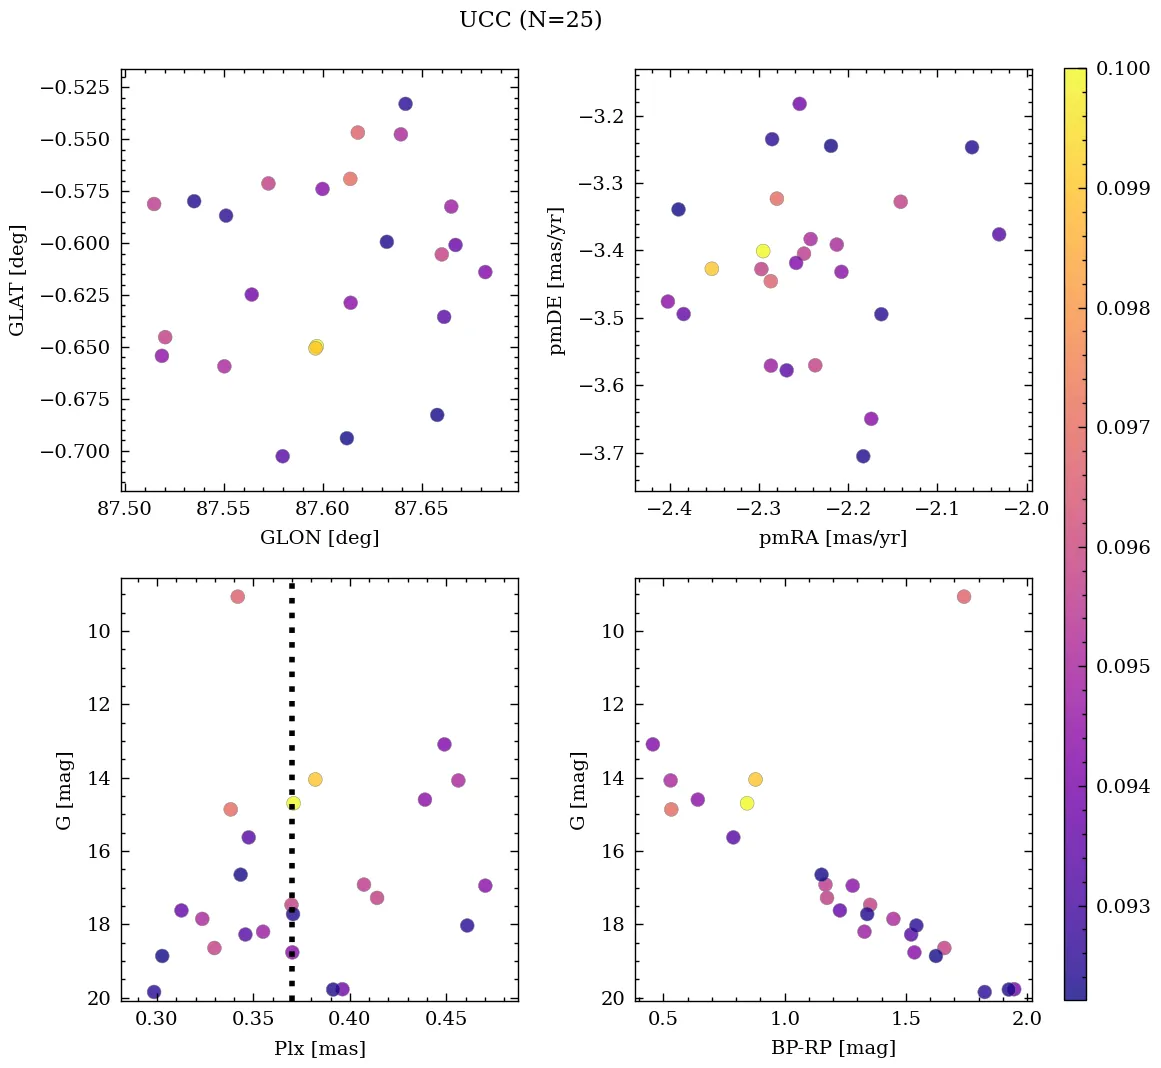 UCC (N=25)
−0.525
−0.550
−0.575
−0.600
−0.625
−0.650
−0.675
−0.700
GLAT [deg]
87.50 87.55 87.60 87.65
GLON [deg]
−3.2
−3.3
−3.4
−3.5
−3.6
−3.7
pmDE [mas/yr]
−2.4 −2.3 −2.2 −2.1 −2.0
pmRA [mas/yr]
0.100
0.099
0.098
0.097
0.096
0.095
0.094
0.093
10
12
14
16
18
20
G [mag]
0.30 0.35 0.40 0.45
Plx [mas]
10
12
14
16
18
20
G [mag]
0.5 1.0 1.5 2.0
BP-RP [mag]